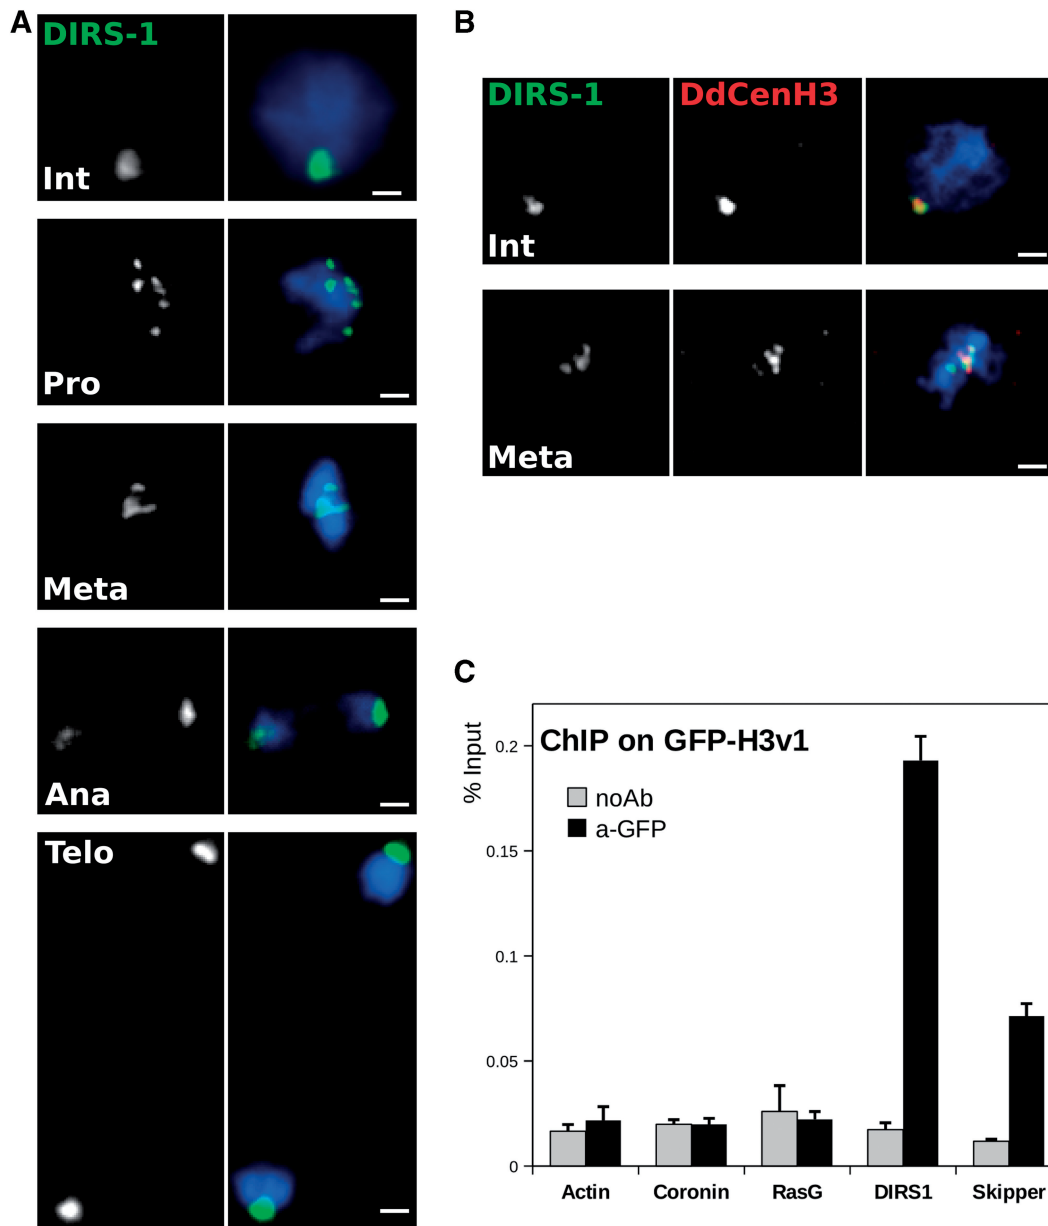 A
DIRS-1
Int
Pro
Meta
Ana
Telo
B
DIRS-1 DdCenH3
Int
Meta
C
ChIP on GFP-H3v1
noAb
a-GFP
% Input
0.2
0.15
0.1
0.05
0
Actin Coronin RasG DIRS1 Skipper